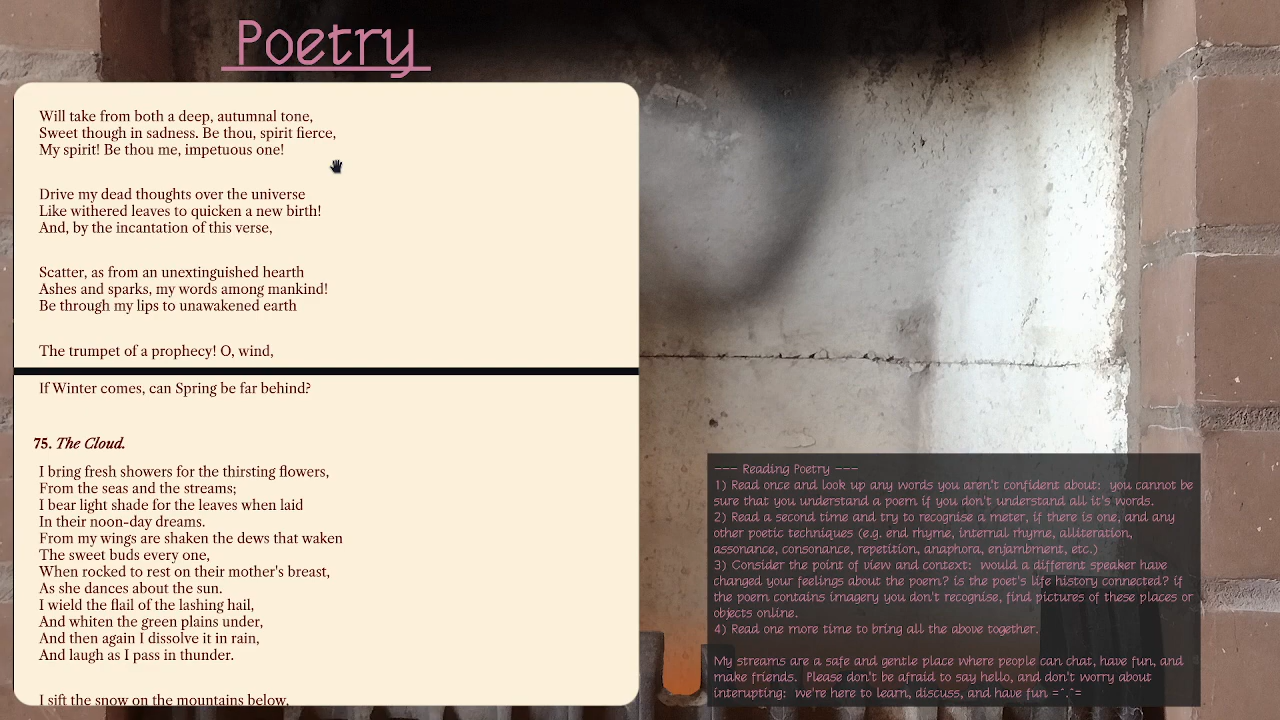 Poetry
Will take from both a deep, autumnal tone,
Sweet though in sadness. Be thou, spirit fierce,
My spirit! Be thou me, impetuous one!
Drive my dead thoughts over the universe
Like withered leaves to quicken a new birth!
And, by the incantation of this verse,
Scatter, as from an unextinguished hearth
Ashes and sparks, my words among mankind!
Be through my lips to unawakened earth
The trumpet of a prophecy! O, wind,
If Winter comes, can Spring be far behind?
75. The Cloud.
I bring fresh showers for the thirsting flowers,
From the seas and the streams;
I bear light shade for the leaves when laid
In their noon-day dreams.
From my wings are shaken the dews that waken
The sweet buds every one,
When rocked to rest on their mother's breast,
As she dances about the sun.
I wield the flail of the lashing hail,
And whiten the green plains under,
And then again I dissolve it in rain,
And laugh as I pass in thunder.
I sift the snow on the mountains below,
--- Reading Poetry ---
1) Read once and look up any words you aren't confident about: you cannot be
sure that you understand a poem if you don't understand all it's words.
2) Read a second time and try to recognise a meter, if there is one, and any
other poetic techniques (e.g. end rhyme, internal rhyme, alliteration,
assonance, consonance, repetition, anaphora, enjambment, etc.)
3) Consider the point of view and context: would a different speaker have
changed your feelings about the poem? is the poet's life history connected? if
the poem contains imagery you don't recognise, find pictures of these places or
objects online.
4) Read one more time to bring all the above together.
My streams are a safe and gentle place where people can chat, have fun, and
make friends. Please don't be afraid to say hello, and don't worry about
interupting: we're here to learn, discuss, and have fun =^.^=